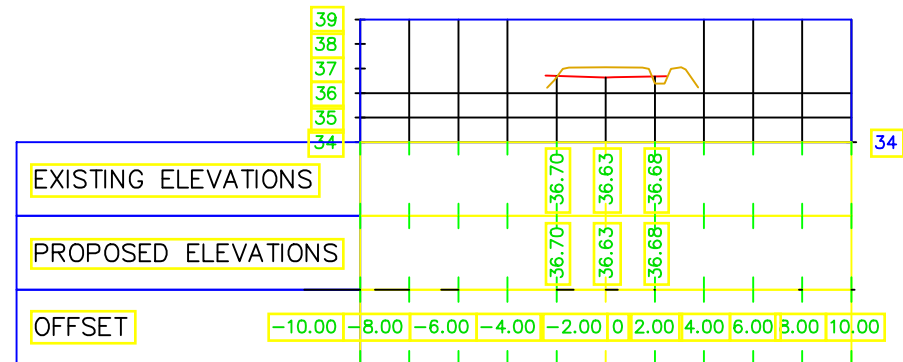 39
38
37
36
35
34 34
EXISTING ELEVATIONS 36.70 36.63 36.68
PROPOSED ELEVATIONS 36.70 36.63 36.68
OFFSET -10.00 -8.00 -6.00 -4.00 -2.00 0 2.00 4.00 6.00 8.00 10.00